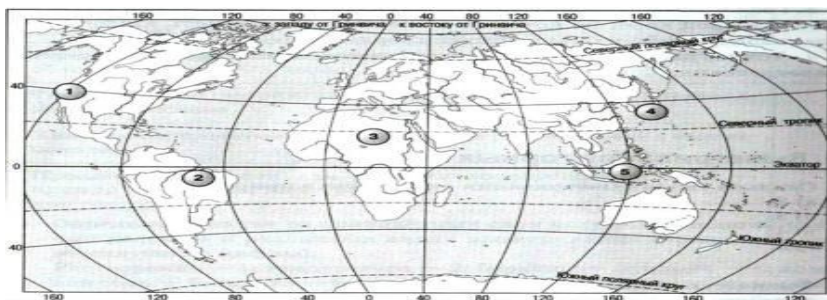 160 120 80 40 0 40 80 120 160 160 120
к западу от Гринвича к востоку от Гринвича
Северный полярный круг
40
1
4
Северный тропик
3
0
Экватор
2
5
40
Южный тропик
Южный полярный круг
160 120 80 40 0 40 80 120 160